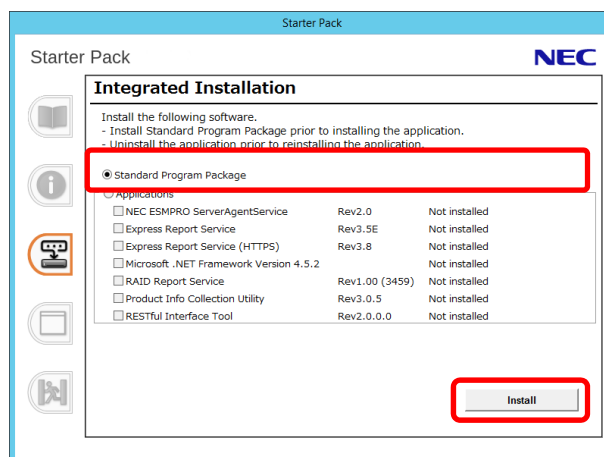 Starter Pack
Starter Pack
NEC
Integrated Installation
Install the following software.
- Install Standard Program Package prior to installing the application.
- Uninstall the application prior to reinstalling the application.
Standard Program Package
Applications
NEC ESMPRO ServerAgentService Rev2.0 Not installed
Express Report Service Rev3.5E Not installed
Express Report Service (HTTPS) Rev3.8 Not installed
Microsoft .NET Framework Version 4.5.2 Not installed
RAID Report Service Rev1.00 (3459) Not installed
Product Info Collection Utility Rev3.0.5 Not installed
RESTful Interface Tool Rev2.0.0.0 Not installed
Install